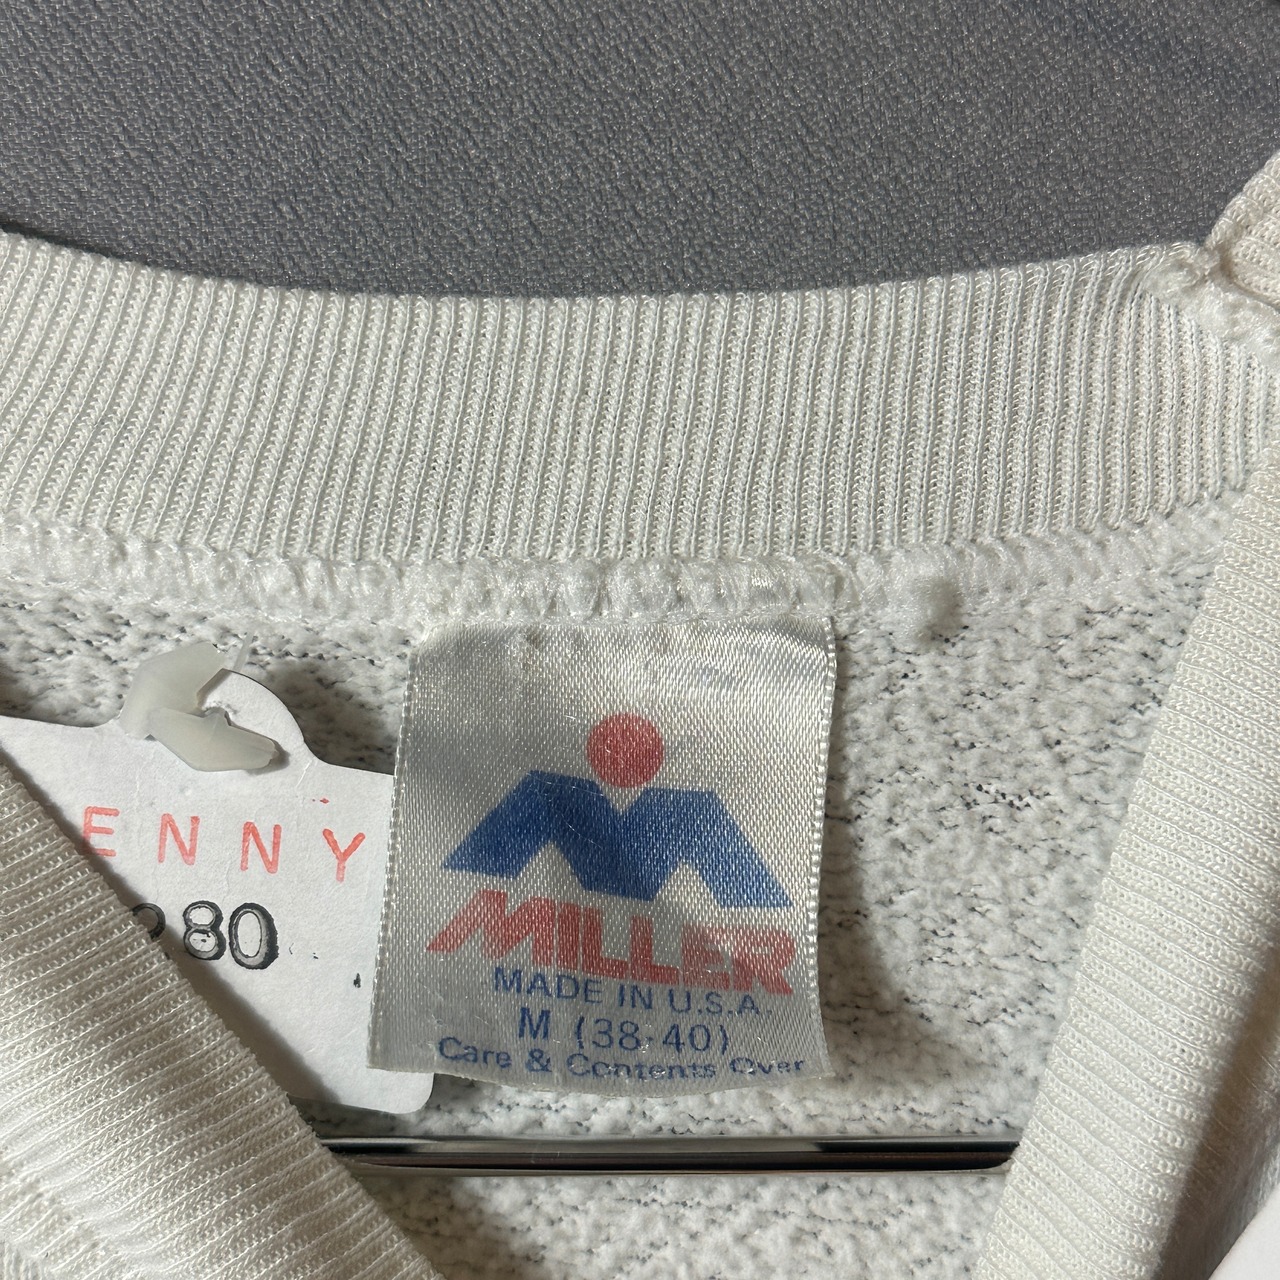 ENNY
80
MILLER
MADE IN U.S.A.
M (38-40)
Care & Contents Over